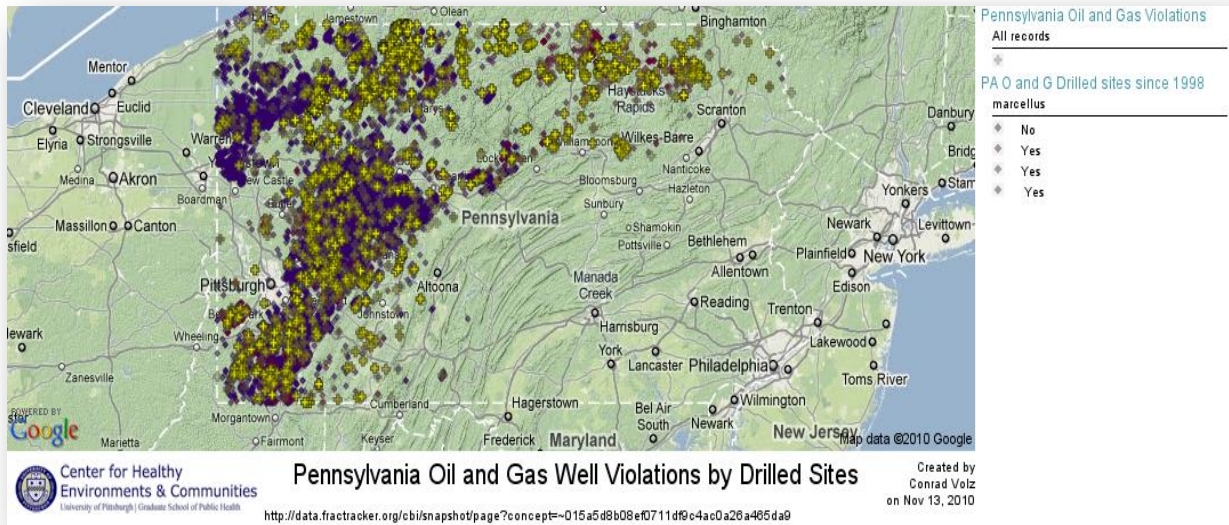 Jamestown
Olean
Binghamton
Mentor
Cleveland
Euclid
Elyria
Strongsville
Warren
Haystacks
Rapids
Scranton
Danbury
Wilkes-Barre
Nanticoke
Medina
Akron
New Castle
Boardman
Bloomsburg
Hazleton
Yonkers
Massillon
Canton
Pennsylvania
Sunbury
Shamokin
Pottsville
Bethlehem
Allentown
Newark
Levittown
Plainfield
New York
Edison
Pittsburgh
Altoona
Manada
Creek
Reading
Trenton
Johnstown
Harrisburg
Wheeling
Lakewood
York
Lancaster
Philadelphia
Toms River
Zanesville
Wilmington
Morgantown
Cumberland
Hagerstown
Bel Air
South
Newark
New Jersey
Marietta
Fairmont
Keyser
Frederick
Maryland
POWERED BY
Google
Map data ©2010 Google
Pennsylvania Oil and Gas Violations
All records
PA O and G Drilled sites since 1998
marcellus
No
Yes
Yes
Yes
Center for Healthy
Environments & Communities
University of Pittsburgh | Graduate School of Public Health
Pennsylvania Oil and Gas Well Violations by Drilled Sites
http://data.fractracker.org/cbi/snapshot/page?concept=~015a5d8b08ef0711df9c4ac0a26a465da9
Created by
Conrad Volz
on Nov 13, 2010